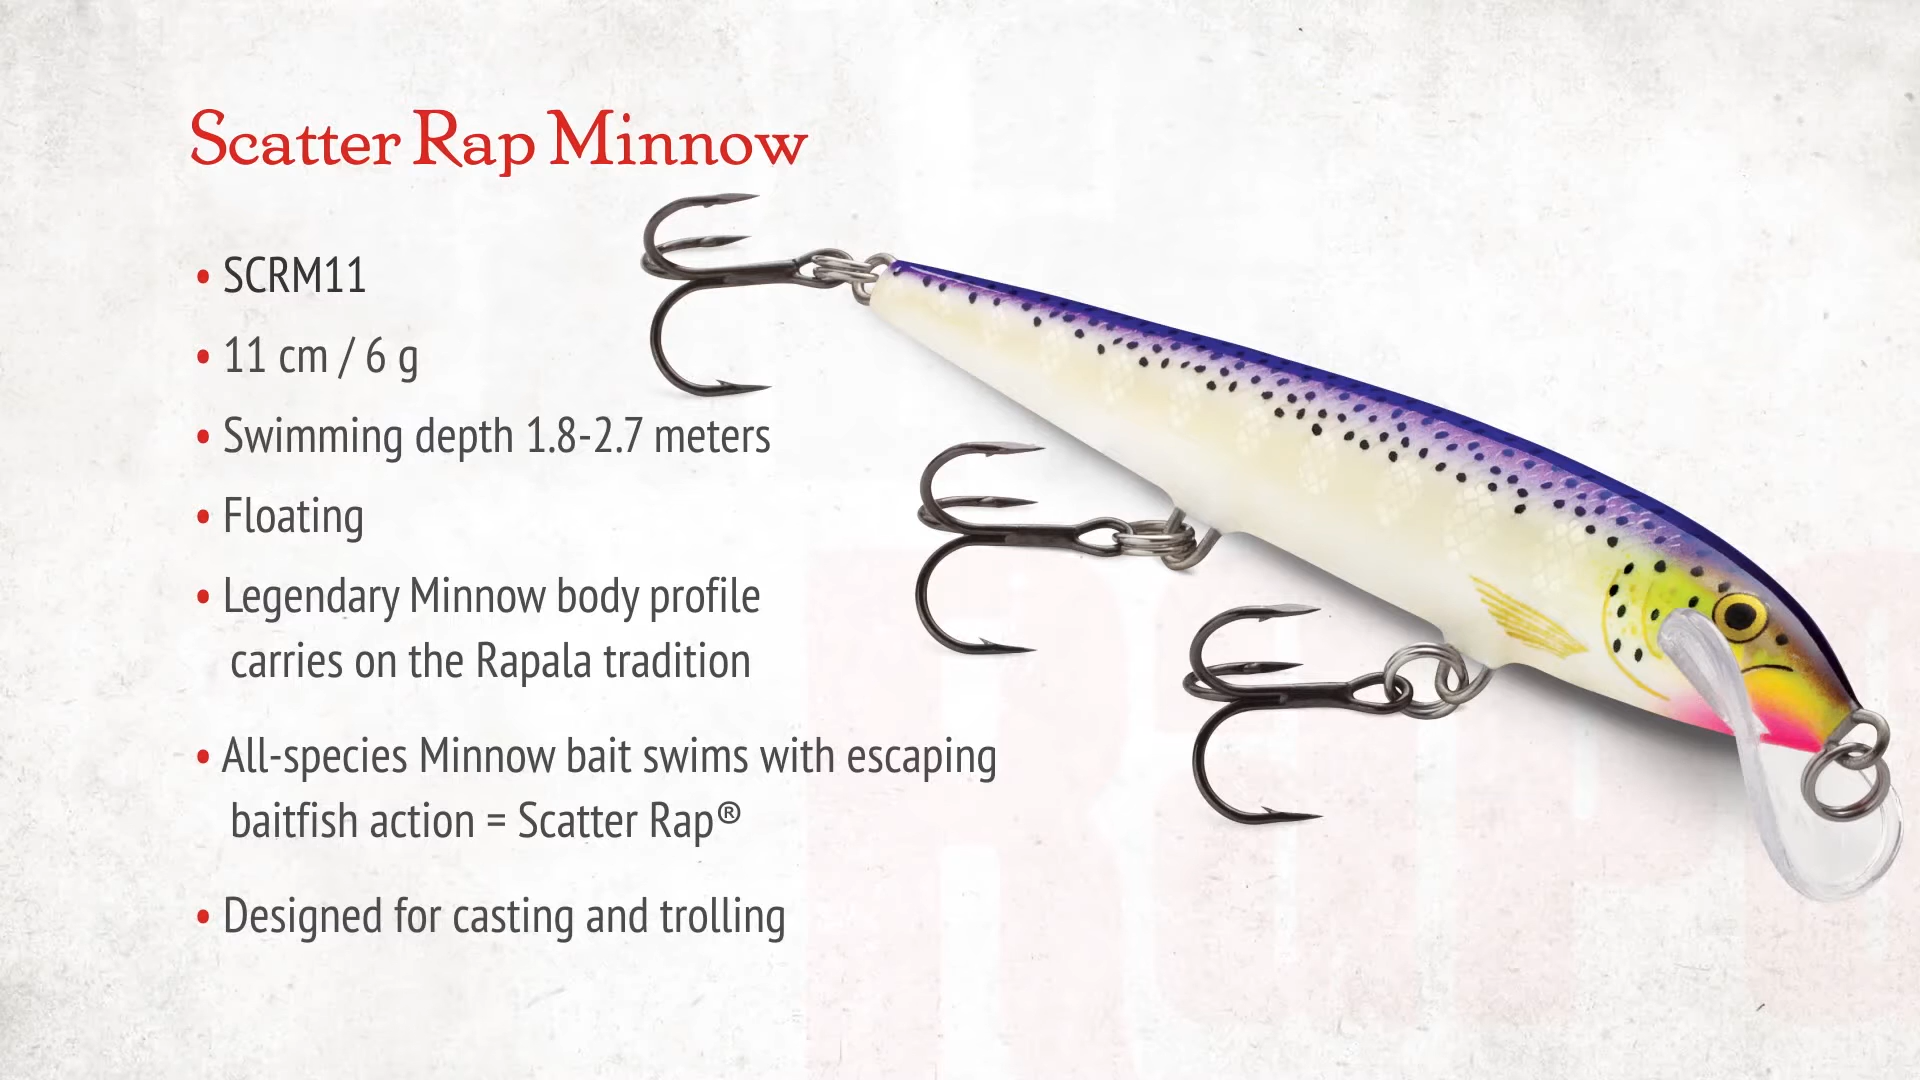 Scatter Rap Minnow
• SCRM11
• 11 cm / 6 g
• Swimming depth 1.8-2.7 meters
• Floating
• Legendary Minnow body profile
carries on the Rapala tradition
• All-species Minnow bait swims with escaping
baitfish action = Scatter Rap®
• Designed for casting and trolling